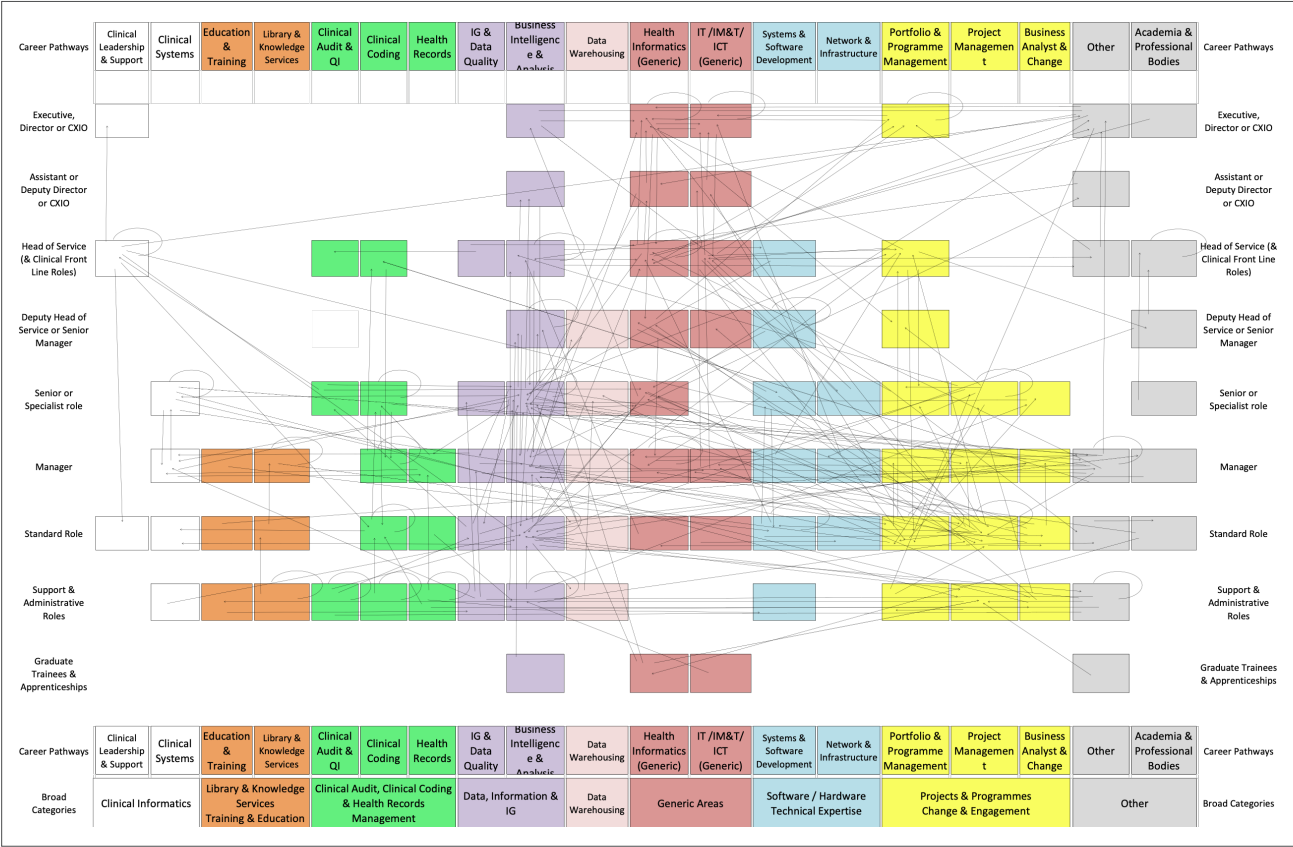 Career Pathways
Clinical
Leadership
& Support
Clinical
Systems
Education
&
Training
Library &
Knowledge
Services
Clinical
Audit &
QI
Clinical
Coding
Health
Records
IG &
Data
Quality
Business
Intelligenc
e &
Analysis
Data
Warehousing
Health
Informatics
(Generic)
IT /IM&T/
ICT
(Generic)
Systems &
Software
Development
Network &
Infrastructure
Portfolio &
Programme
Management
Project
Managemen
t
Business
Analyst &
Change
Other
Academia &
Professional
Bodies
Career Pathways
Executive,
Director or CXIO
Executive,
Director or CXIO
Assistant or
Deputy Director
or CXIO
Assistant or
Deputy Director
or CXIO
Head of Service
(& Clinical Front
Line Roles)
Head of Service (&
Clinical Front Line
Roles)
Deputy Head of
Service or Senior
Manager
Deputy Head of
Service or Senior
Manager
Senior or
Specialist role
Senior or
Specialist role
Manager
Manager
Standard Role
Standard Role
Support &
Administrative
Roles
Support &
Administrative
Roles
Graduate
Trainees &
Apprenticeships
Graduate Trainees
& Apprenticeships
Career Pathways
Clinical
Leadership
& Support
Clinical
Systems
Education
&
Training
Library &
Knowledge
Services
Clinical
Audit &
QI
Clinical
Coding
Health
Records
IG &
Data
Quality
Business
Intelligenc
e &
Analysis
Data
Warehousing
Health
Informatics
(Generic)
IT /IM&T/
ICT
(Generic)
Systems &
Software
Development
Network &
Infrastructure
Portfolio &
Programme
Management
Project
Managemen
t
Business
Analyst &
Change
Other
Academia &
Professional
Bodies
Career Pathways
Broad
Categories
Clinical Informatics
Library & Knowledge
Services
Training & Education
Clinical Audit, Clinical Coding
& Health Records
Management
Data, Information &
IG
Data
Warehousing
Generic Areas
Software / Hardware
Technical Expertise
Projects & Programmes
Change & Engagement
Other
Broad Categories